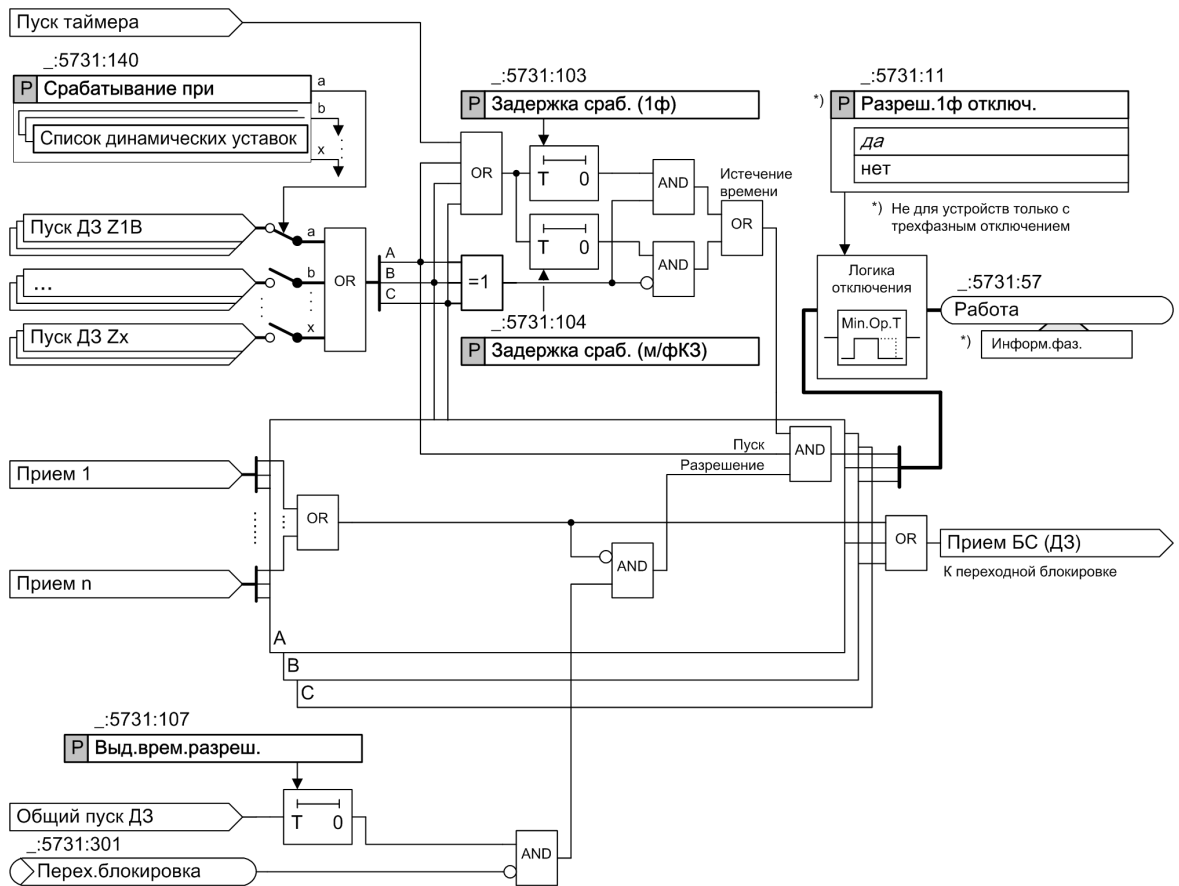 Пуск таймера
_:5731:140
P Срабатывание при
Список динамических уставок
a
b
x
_:5731:103
P Задержка сраб. (1ф)
OR
T 0
T 0
AND
AND
Истечение
времени
OR
_:5731:11
*) P Разреш.1ф отключ.
да
нет
*) Не для устройств только с
трехфазным отключением
Пуск ДЗ Z1B
...
Пуск ДЗ Zx
a
b
x
OR
A
B
C
=1
_:5731:104
P Задержка сраб. (м/фКЗ)
Логика
отключения
Min.Op.T
_:5731:57
Работа
*) Информ.фаз.
Прием 1
Прием n
OR
Пуск
Разрешение
AND
AND
OR
Прием БС (ДЗ)
К переходной блокировке
A
B
C
_:5731:107
P Выд.врем.разреш.
Общий пуск ДЗ
T 0
_:5731:301
Перех.блокировка
AND